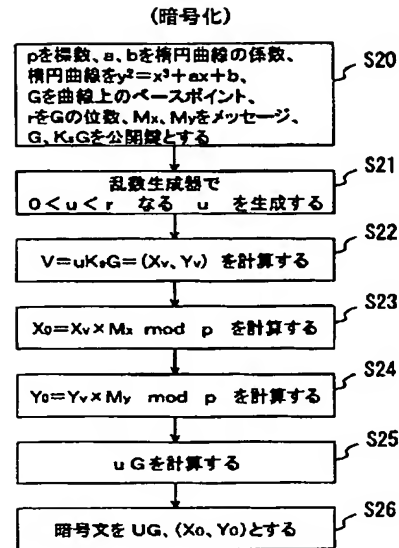 (暗号化)
pを標数、a、bを楕円曲線の係数、
楕円曲線をy²=x³+ax+b、
Gを曲線上のベースポイント、
rをGの位数、Mx、Myをメッセージ、
G、KsGを公開鍵とする
S20
乱数生成器で
0<u<r なる u を生成する
S21
V=uKsG=(Xv、Yv) を計算する
S22
X0=Xv×Mx mod p を計算する
S23
Y0=Yv×My mod p を計算する
S24
uGを計算する
S25
暗号文をUG、(X0、Y0)とする
S26